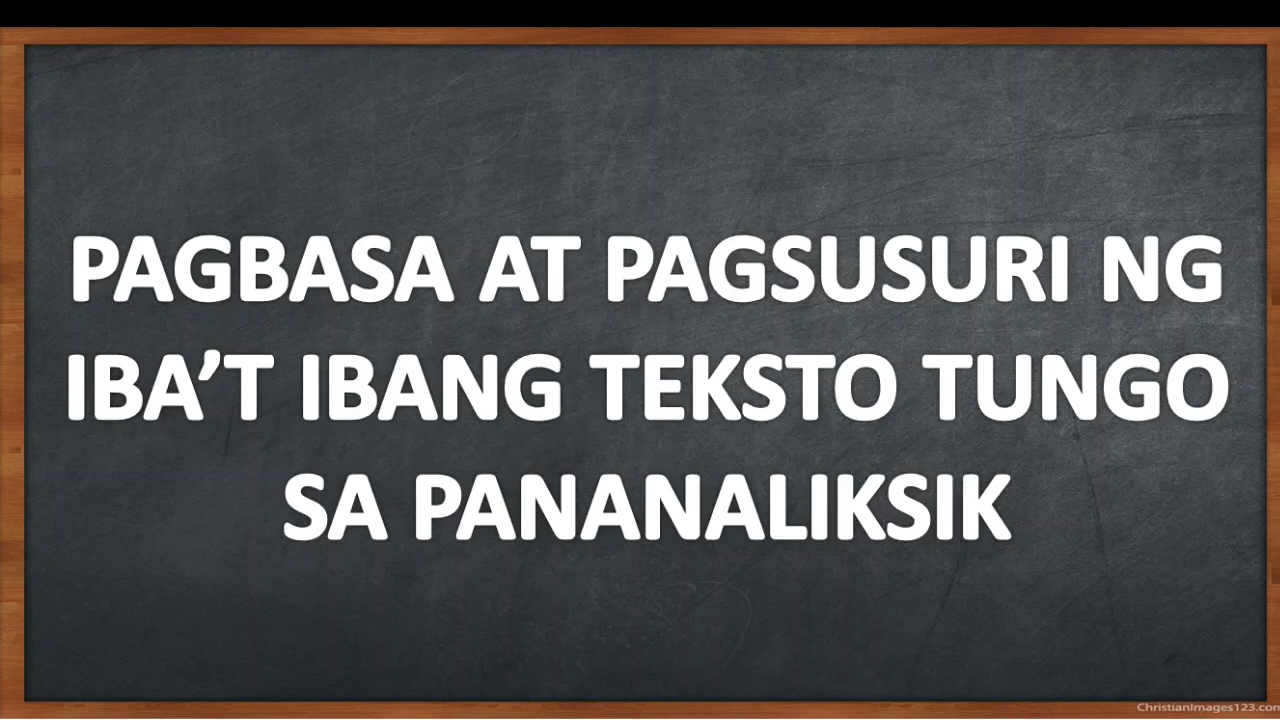 PAGBASA AT PAGSUSURI NG
IBA’T IBANG TEKSTO TUNGO
SA PANANALIKSIK
ChristianImages123.com